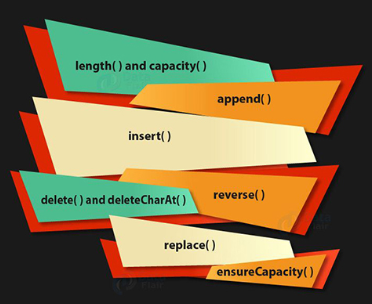 length( ) and capacity( )
append( )
insert( )
delete( ) and deleteCharAt( )
reverse( )
replace( )
ensureCapacity( )